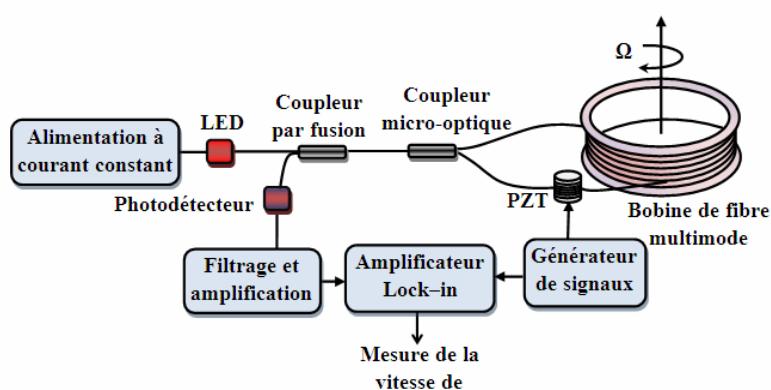 Ω
Coupleur
par fusion
Coupleur
micro-optique
LED
Alimentation à
courant constant
Photodétecteur
PZT
Bobine de fibre
multimode
Filtrage et
amplification
Amplificateur
Lock–in
Générateur
de signaux
Mesure de la
vitesse de